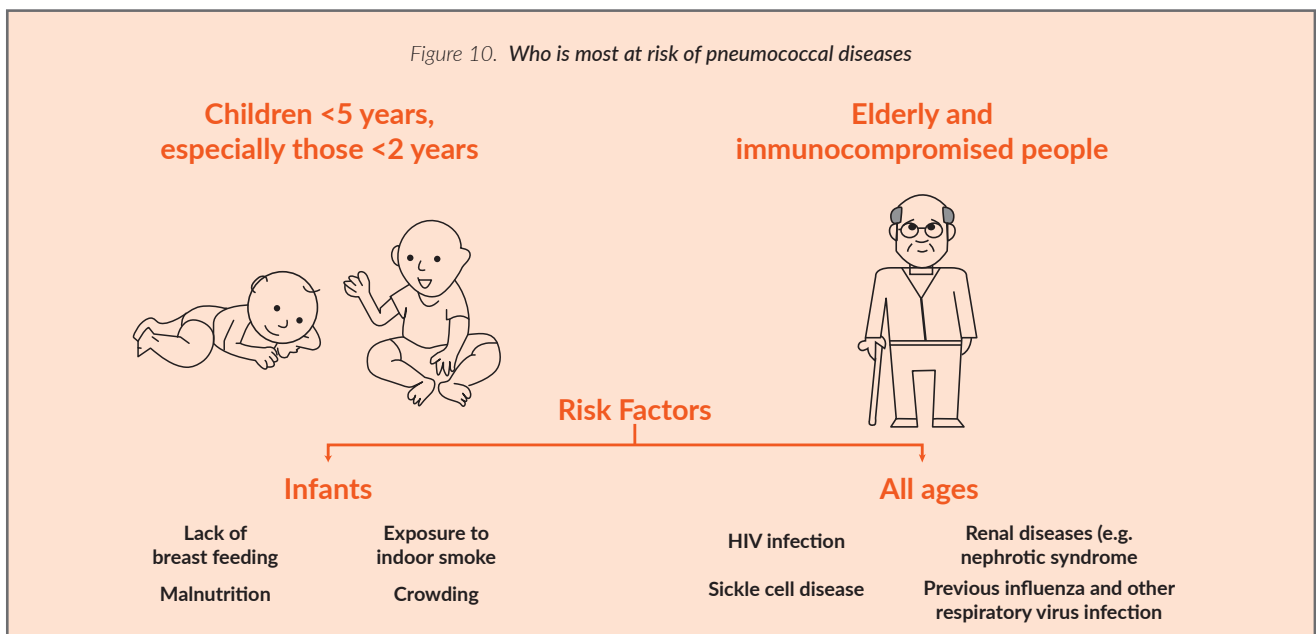 Figure 10. Who is most at risk of pneumococcal diseases
Children <5 years,
especially those <2 years
Elderly and
immunocompromised people
Risk Factors
Infants
Lack of
breast feeding
Exposure to
indoor smoke
Malnutrition
Crowding
All ages
HIV infection
Renal diseases (e.g.
nephrotic syndrome
Sickle cell disease
Previous influenza and other
respiratory virus infection